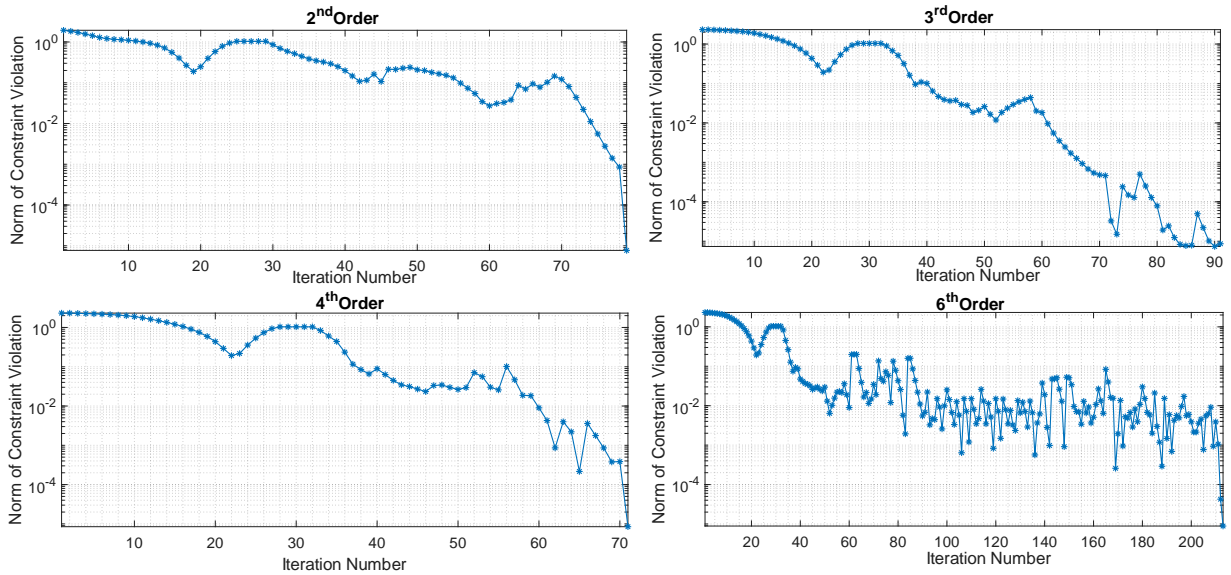 2ndOrder
Norm of Constraint Violation
10^0
10^-2
10^-4
10 20 30 40 50 60 70
Iteration Number
3rdOrder
Norm of Constraint Violation
10^0
10^-2
10^-4
10 20 30 40 50 60 70 80 90
Iteration Number
4thOrder
Norm of Constraint Violation
10^0
10^-2
10^-4
10 20 30 40 50 60 70
Iteration Number
6thOrder
Norm of Constraint Violation
10^0
10^-2
10^-4
20 40 60 80 100 120 140 160 180 200
Iteration Number